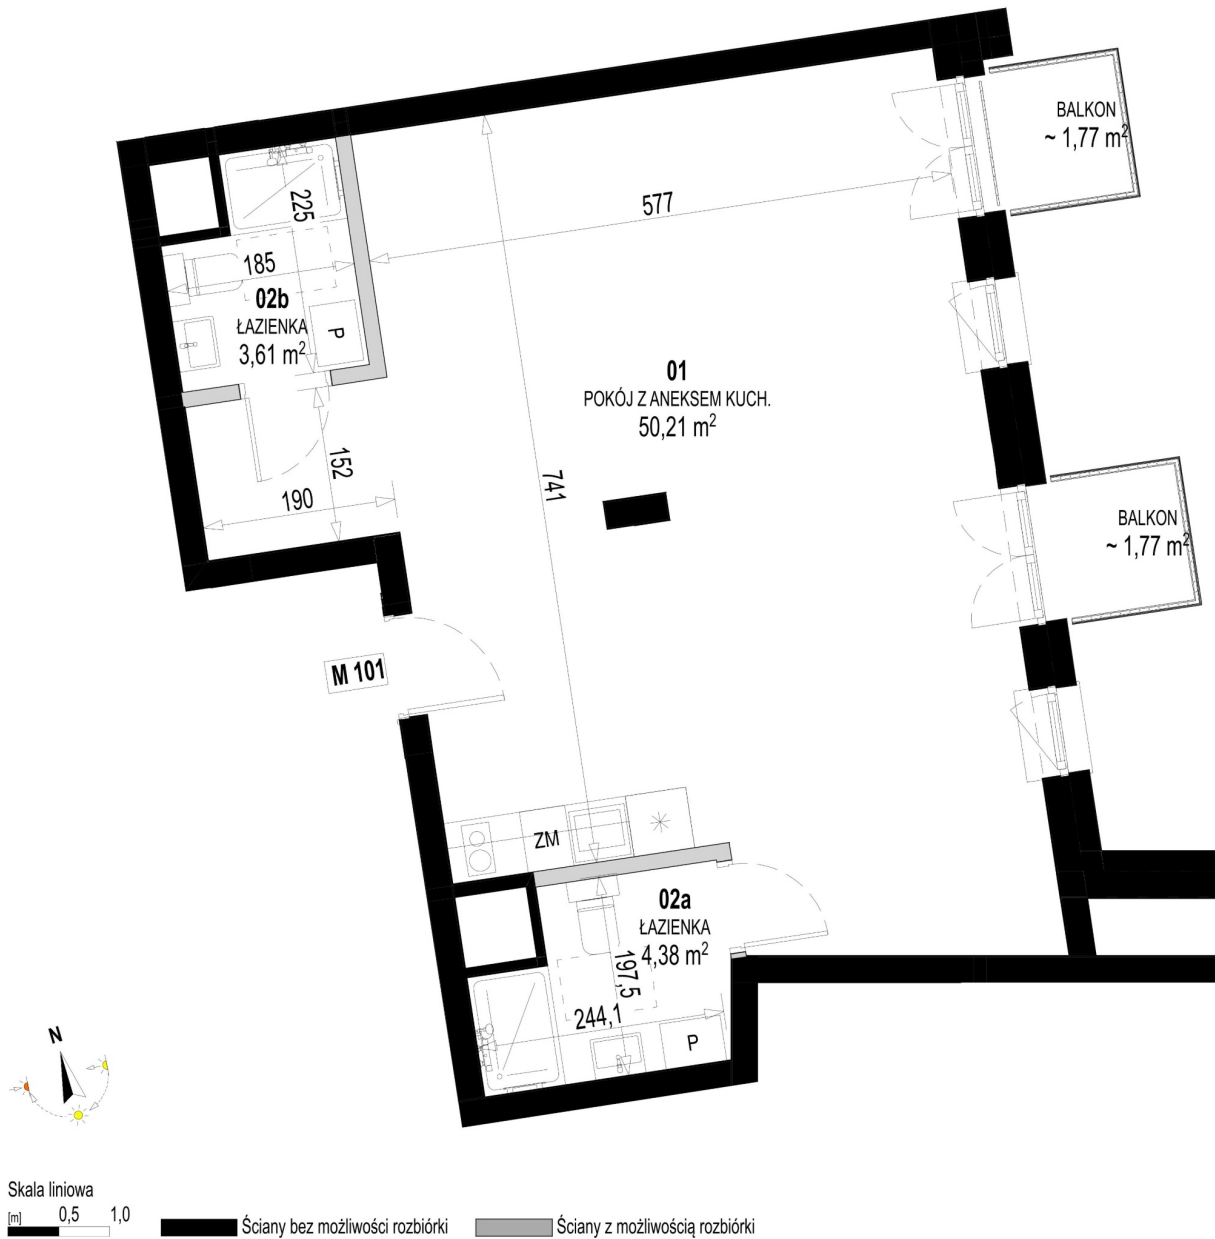 BALKON
~ 1,77 m²
577
225
185
02b
ŁAZIENKA
3,61 m²
P
01
POKÓJ Z ANEKSEM KUCH.
50,21 m²
152
190
741
BALKON
~ 1,77 m²
M 101
ZM
02a
ŁAZIENKA
4,38 m²
197,5
244,1
P
N
Skala liniowa
[m] 0,5 1,0
Ściany bez możliwości rozbiórki
Ściany z możliwością rozbiórki